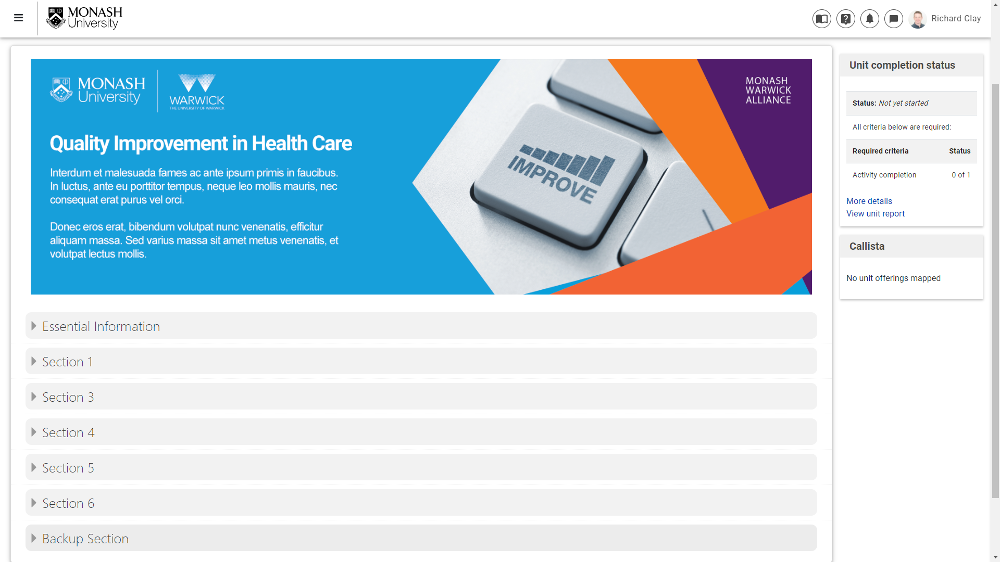 MONASH
University
Richard Clay
MONASH
University
WARWICK
THE UNIVERSITY OF WARWICK
MONASH
WARWICK
ALLIANCE
Quality Improvement in Health Care
Interdum et malesuada fames ac ante ipsum primis in faucibus.
In luctus, ante eu porttitor tempus, neque leo mollis mauris, nec
consequat erat purus vel orci.
Donec eros erat, bibendum volutpat nunc venenatis, efficitur
aliquam massa. Sed varius massa sit amet metus venenatis, et
volutpat lectus mollis.
IMPROVE
Essential Information
Section 1
Section 3
Section 4
Section 5
Section 6
Backup Section
Unit completion status
Status: Not yet started
All criteria below are required:
Required criteria Status
Activity completion 0 of 1
More details
View unit report
Callista
No unit offerings mapped